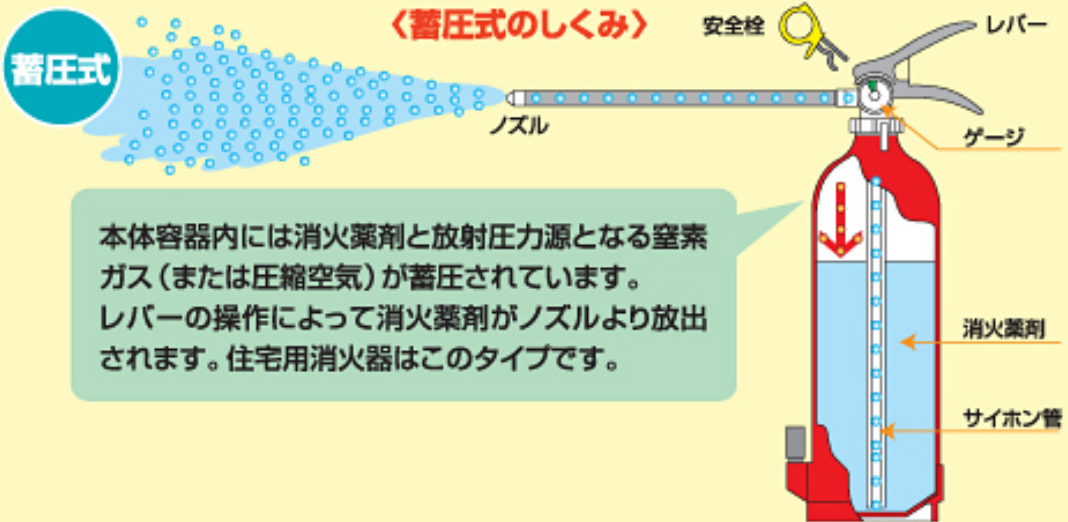 蓄圧式
〈蓄圧式のしくみ〉
安全栓
レバー
ノズル
ゲージ
本体容器内には消火薬剤と放射圧力源となる窒素
ガス（または圧縮空気）が蓄圧されています。
レバーの操作によって消火薬剤がノズルより放出
されます。住宅用消火器はこのタイプです。
消火薬剤
サイホン管